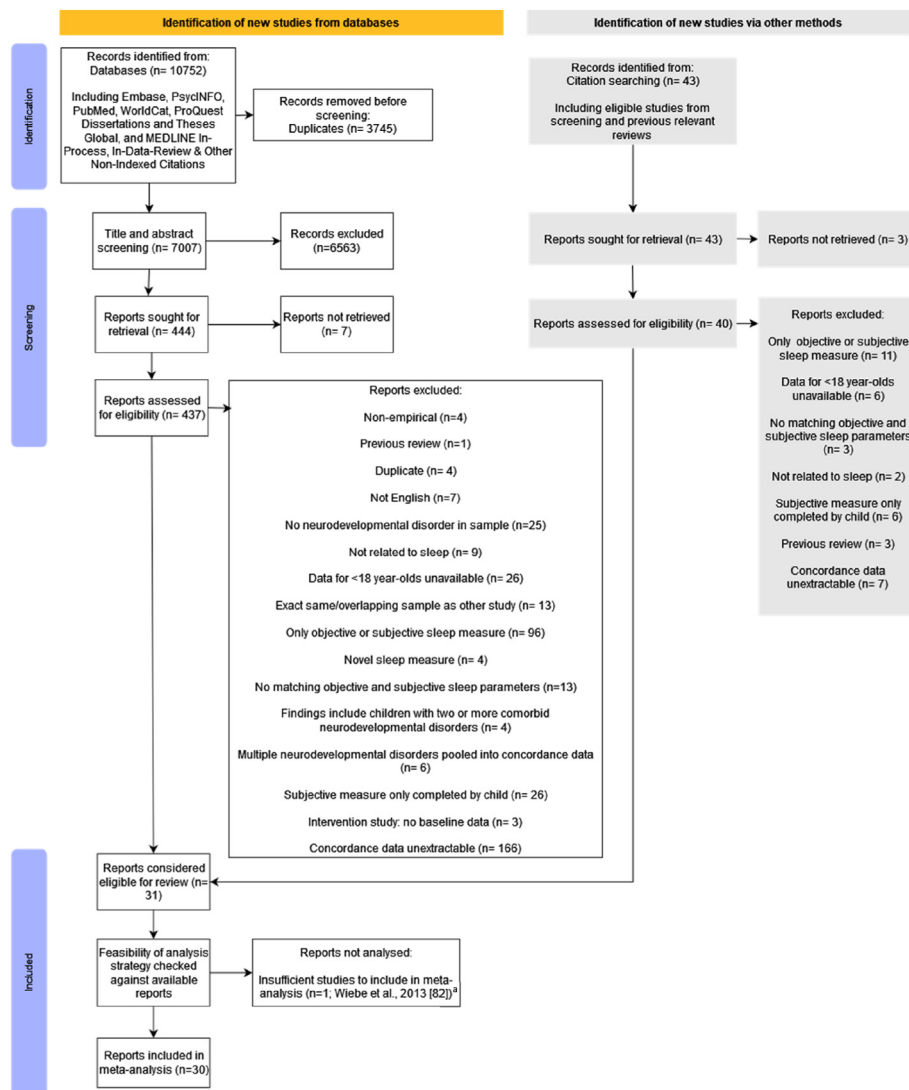 Identification of new studies from databases
Identification of new studies via other methods
Identification
Records identified from:
Databases (n= 10752)
Including Embase, PsycINFO,
PubMed, WorldCat, ProQuest
Dissertations and Theses
Global, and MEDLINE In-
Process, In-Data-Review & Other
Non-Indexed Citations
Records removed before
screening:
Duplicates (n= 3745)
Records identified from:
Citation searching (n= 43)
Including eligible studies from
screening and previous relevant
reviews
Screening
Title and abstract
screening (n= 7007)
Records excluded
(n=6563)
Reports sought for retrieval (n= 43)
Reports not retrieved (n= 3)
Reports sought for
retrieval (n= 444)
Reports not retrieved
(n= 7)
Reports assessed for eligibility (n= 40)
Reports excluded:
Only objective or subjective
sleep measure (n= 11)
Data for <18 year-olds
unavailable (n= 6)
No matching objective and
subjective sleep parameters
(n= 3)
Not related to sleep (n= 2)
Subjective measure only
completed by child (n= 6)
Previous review (n= 3)
Concordance data
unextractable (n= 7)
Reports assessed
for eligibility (n= 437)
Reports excluded:
Non-empirical (n=4)
Previous review (n=1)
Duplicate (n= 4)
Not English (n=7)
No neurodevelopmental disorder in sample (n=25)
Not related to sleep (n= 9)
Data for <18 year-olds unavailable (n= 26)
Exact same/overlapping sample as other study (n= 13)
Only objective or subjective sleep measure (n= 96)
Novel sleep measure (n= 4)
No matching objective and subjective sleep parameters (n=13)
Findings include children with two or more comorbid
neurodevelopmental disorders (n= 4)
Multiple neurodevelopmental disorders pooled into concordance data
(n= 6)
Subjective measure only completed by child (n= 26)
Intervention study: no baseline data (n= 3)
Concordance data unextractable (n= 166)
Included
Reports considered
eligible for review (n=
31)
Feasibility of analysis
strategy checked
against available
reports
Reports not analysed:
Insufficient studies to include in meta-
analysis (n=1; Wiebe et al., 2013 [82])a
Reports included in
meta-analysis (n=30)